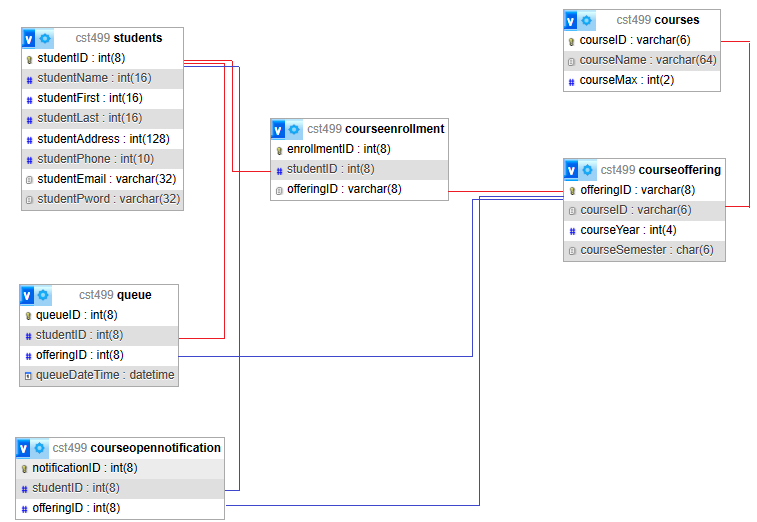 cst499 students
studentID : int(8)
studentName : int(16)
studentFirst : int(16)
studentLast : int(16)
studentAddress : int(128)
studentPhone : int(10)
studentEmail : varchar(32)
studentPword : varchar(32)
cst499 courses
courseID : varchar(6)
courseName : varchar(64)
courseMax : int(2)
cst499 courseenrollment
enrollmentID : int(8)
studentID : int(8)
offeringID : varchar(8)
cst499 courseoffering
offeringID : varchar(8)
courseID : varchar(6)
courseYear : int(4)
courseSemester : char(6)
cst499 queue
queueID : int(8)
studentID : int(8)
offeringID : int(8)
queueDateTime : datetime
cst499 courseopennotification
notificationID : int(8)
studentID : int(8)
offeringID : int(8)